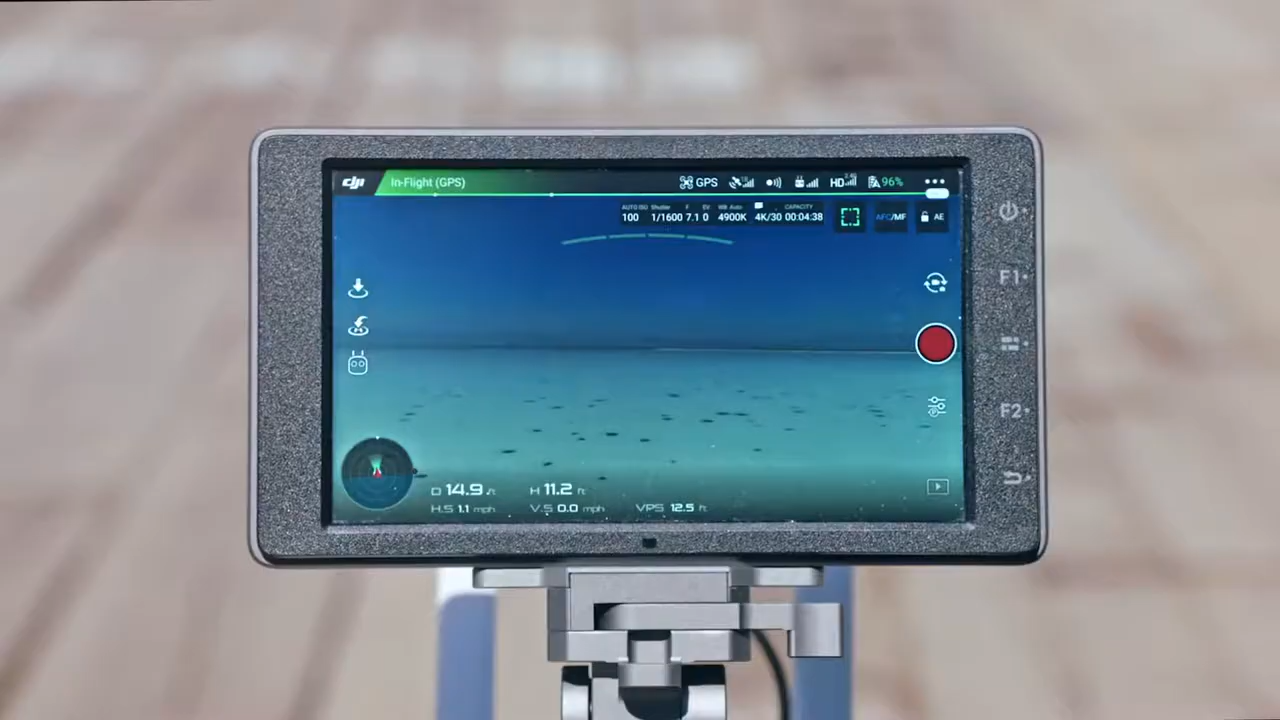 dji In-Flight (GPS) GPS HD 96%
AUTO ISO Shutter F EV WB Auto CAPACITY
100 1/1600 7.1 0 4900K 4K/30 00:04:38 AFC/MF AE
F1
F2
D 14.9 ft H 11.2 ft
H.S 1.1 mph V.S 0.0 mph VPS 12.5 ft